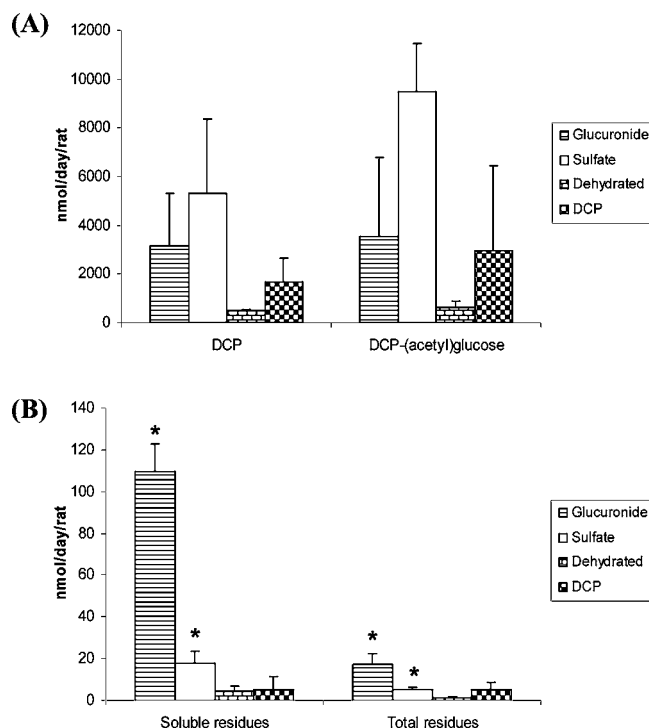 (A)
12000
10000
8000
6000
4000
2000
0
nmol/day/rat
DCP
DCP-(acetyl)glucose
Glucuronide
Sulfate
Dehydrated
DCP
(B)
140
120
100
80
60
40
20
0
nmol/day/rat
*
*
*
*
Soluble residues
Total residues
Glucuronide
Sulfate
Dehydrated
DCP